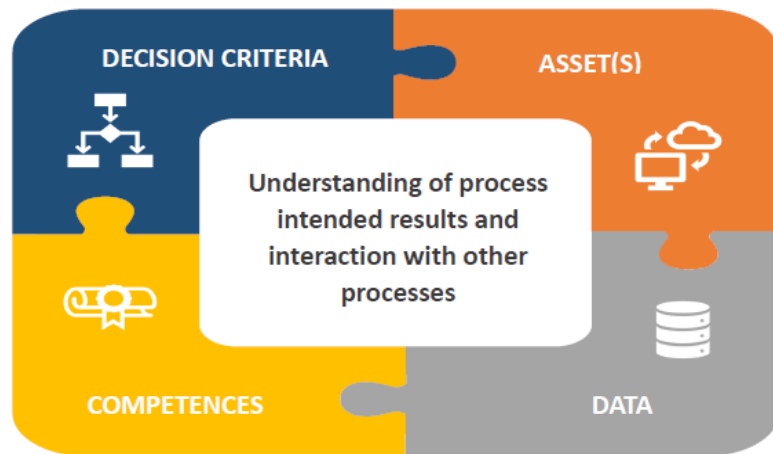 DECISION CRITERIA
ASSET(S)
Understanding of process
intended results and
interaction with other
processes
COMPETENCES
DATA